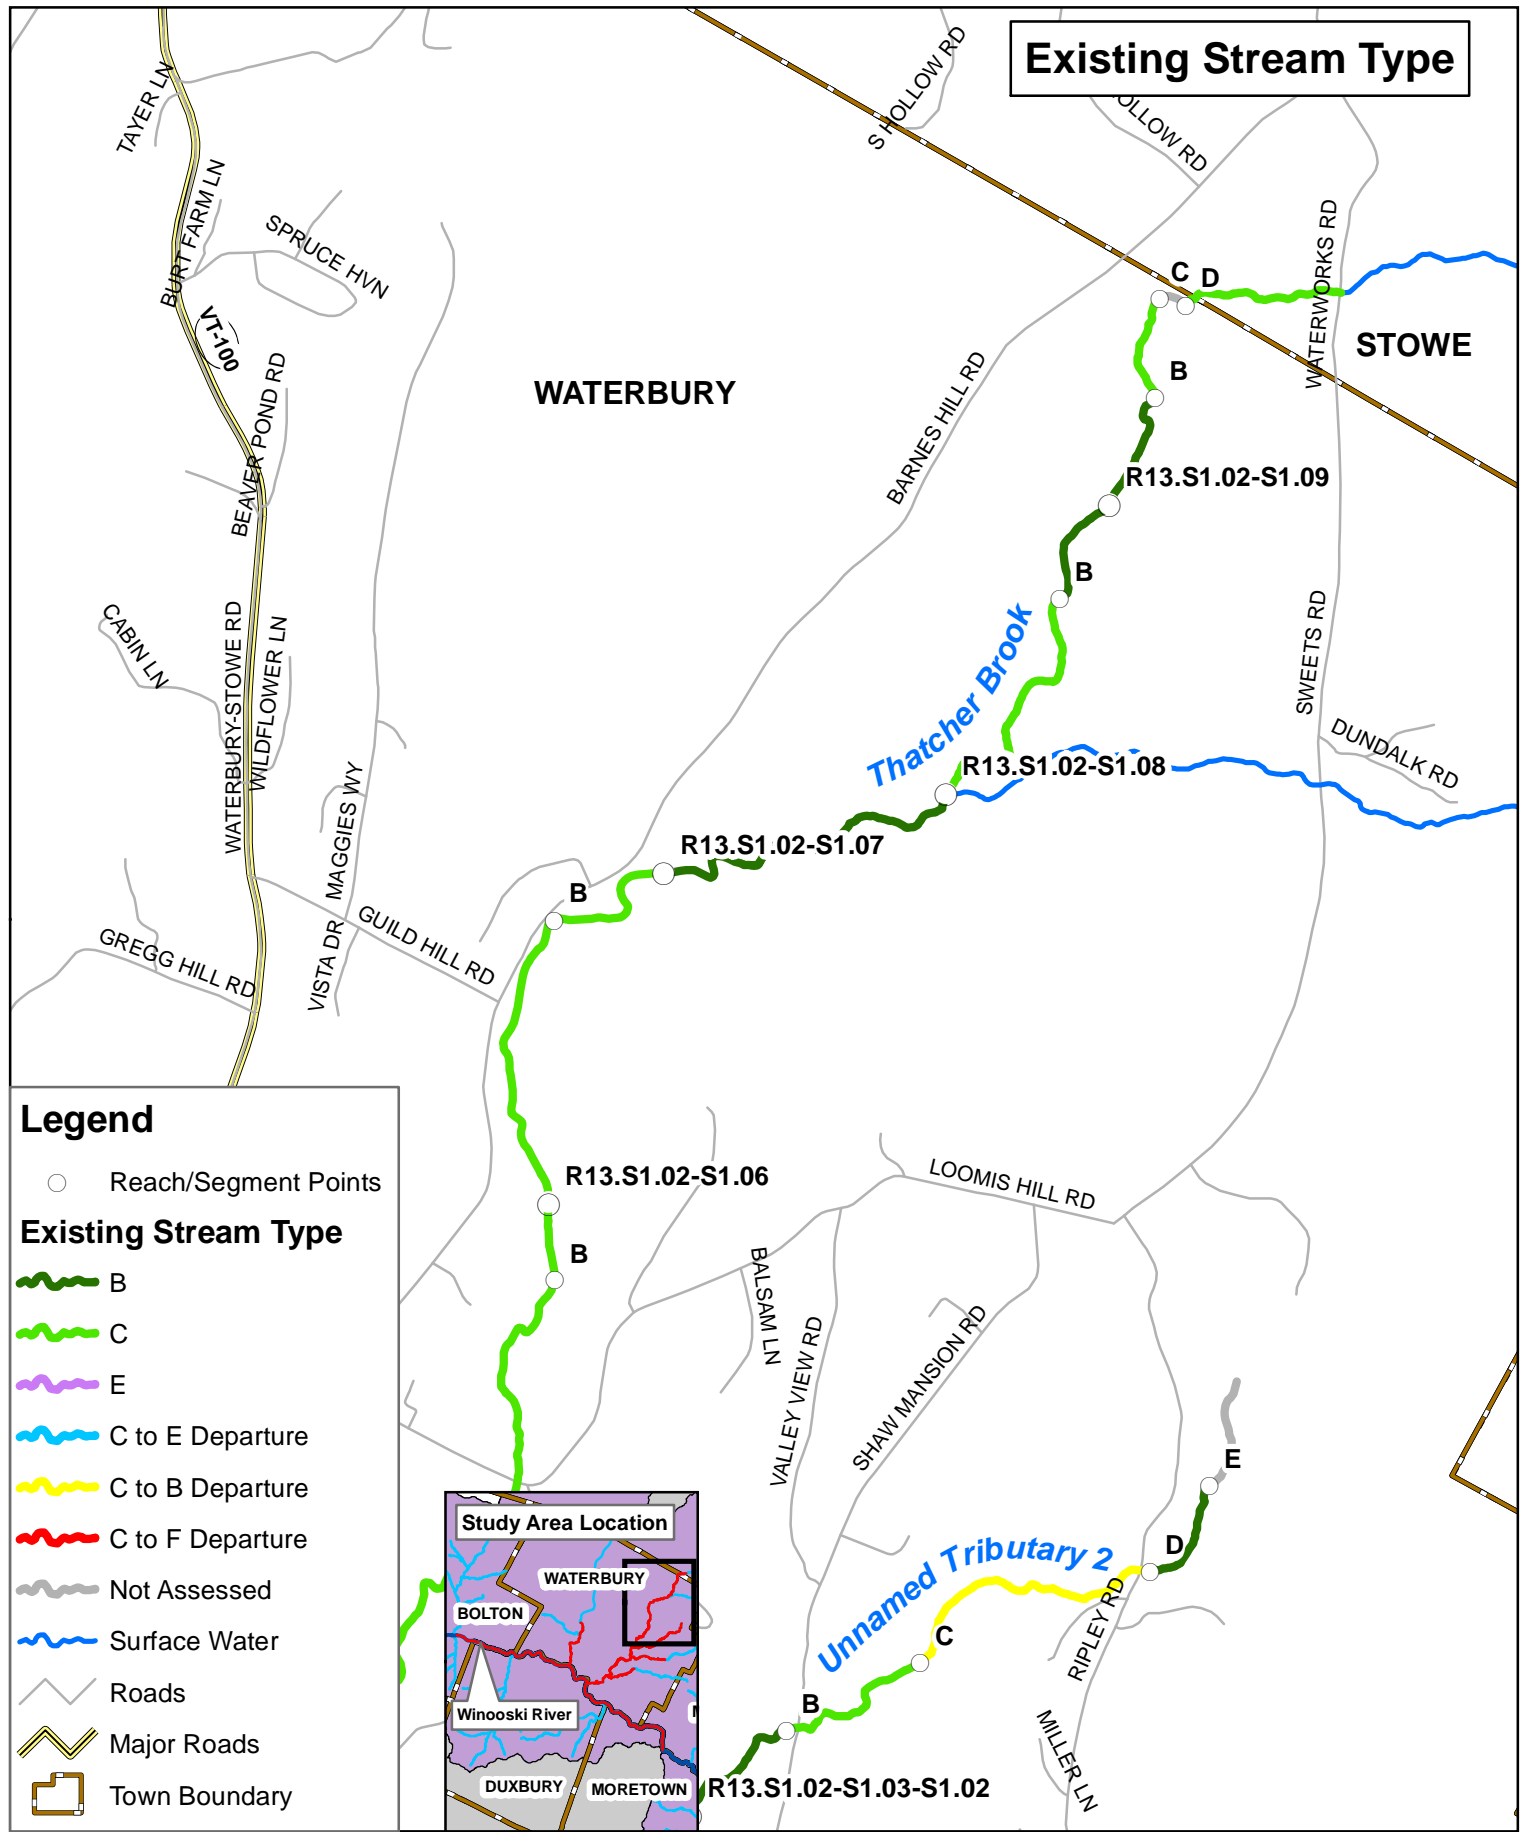 Existing Stream Type
TAYER LN
S HOLLOW RD
OLLOW RD
BURT FARM LN
SPRUCE HVN
WATERWORKS RD
C
D
VT-100
STOWE
B
WATERBURY
BEAVER POND RD
BARNES HILL RD
R13.S1.02-S1.09
B
CABIN LN
WATERBURY-STOWE RD
WILDFLOWER LN
Thatcher Brook
SWEETS RD
DUNDALK RD
R13.S1.02-S1.08
MAGGIES WY
R13.S1.02-S1.07
B
GUILD HILL RD
VISTA DR
GREGG HILL RD
Legend
Reach/Segment Points
Existing Stream Type
B
C
E
C to E Departure
C to B Departure
C to F Departure
Not Assessed
Surface Water
Roads
Major Roads
Town Boundary
R13.S1.02-S1.06
LOOMIS HILL RD
B
BALSAM LN
VALLEY VIEW RD
SHAW MANSION RD
E
D
Unnamed Tributary 2
RIPLEY RD
C
B
MILLER LN
R13.S1.02-S1.03-S1.02
Study Area Location
WATERBURY
BOLTON
Winooski River
DUXBURY
MORETOWN